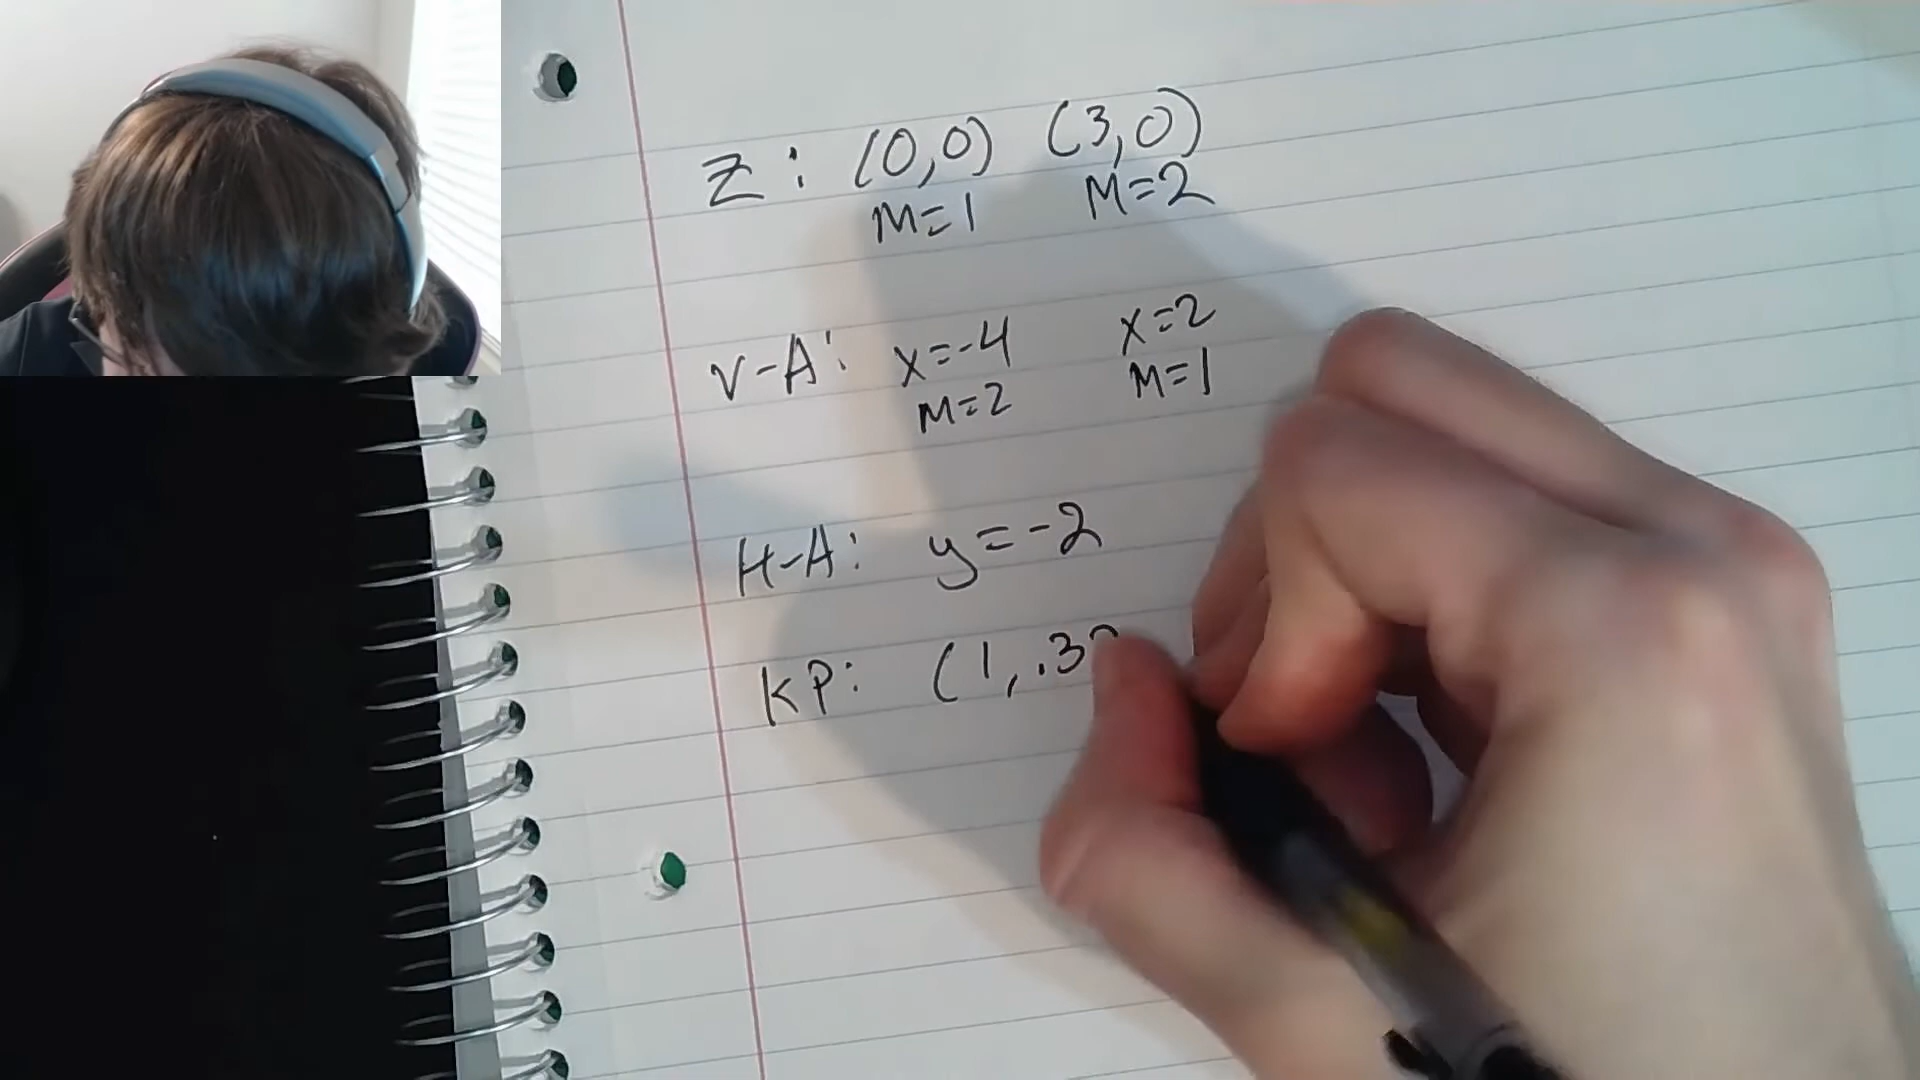 Z: (0,0) (3,0)
M=1 M=2
V-A: x=-4 x=2
M=2 M=1
H-A: y=-2
KP: (1, .3